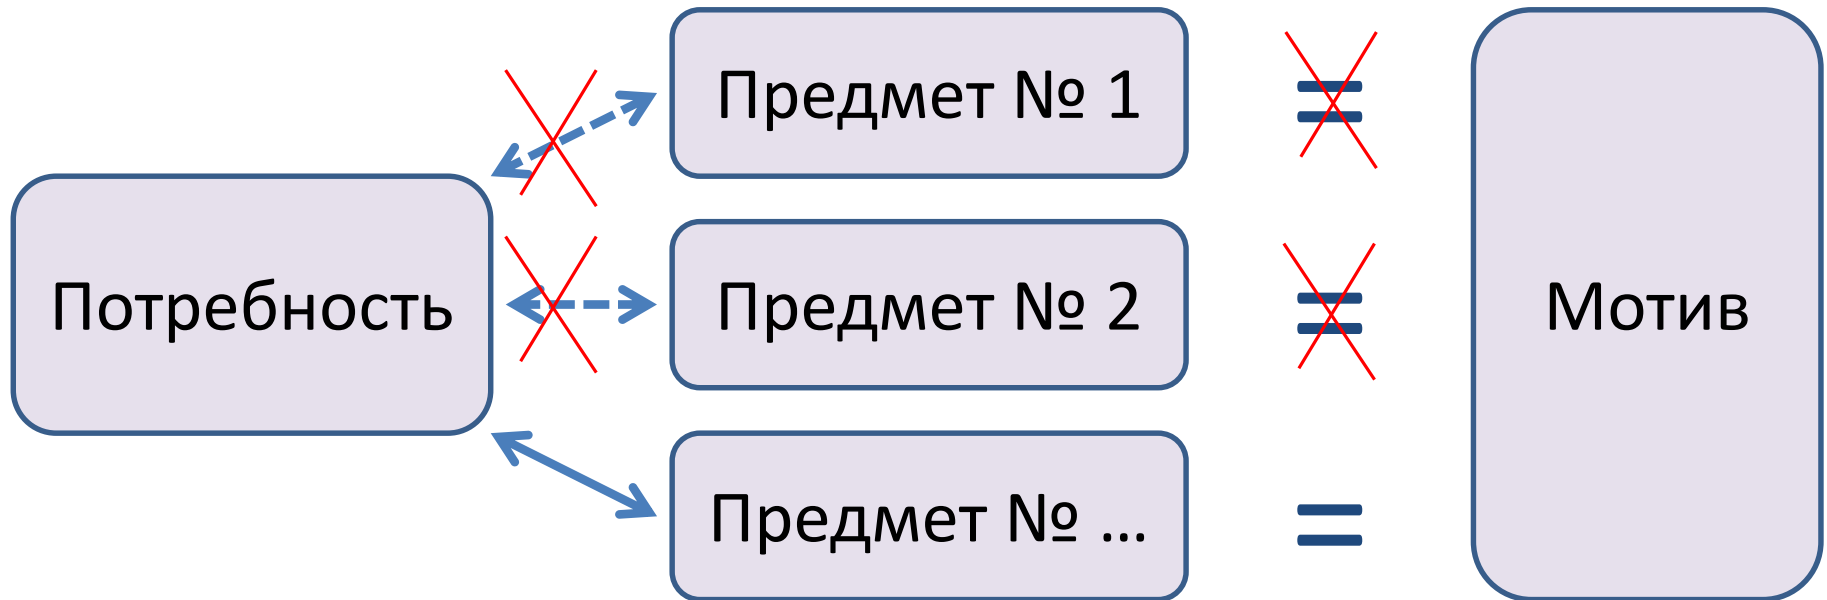 Потребность
Предмет № 1
=
Предмет № 2
=
Предмет № ...
=
Мотив